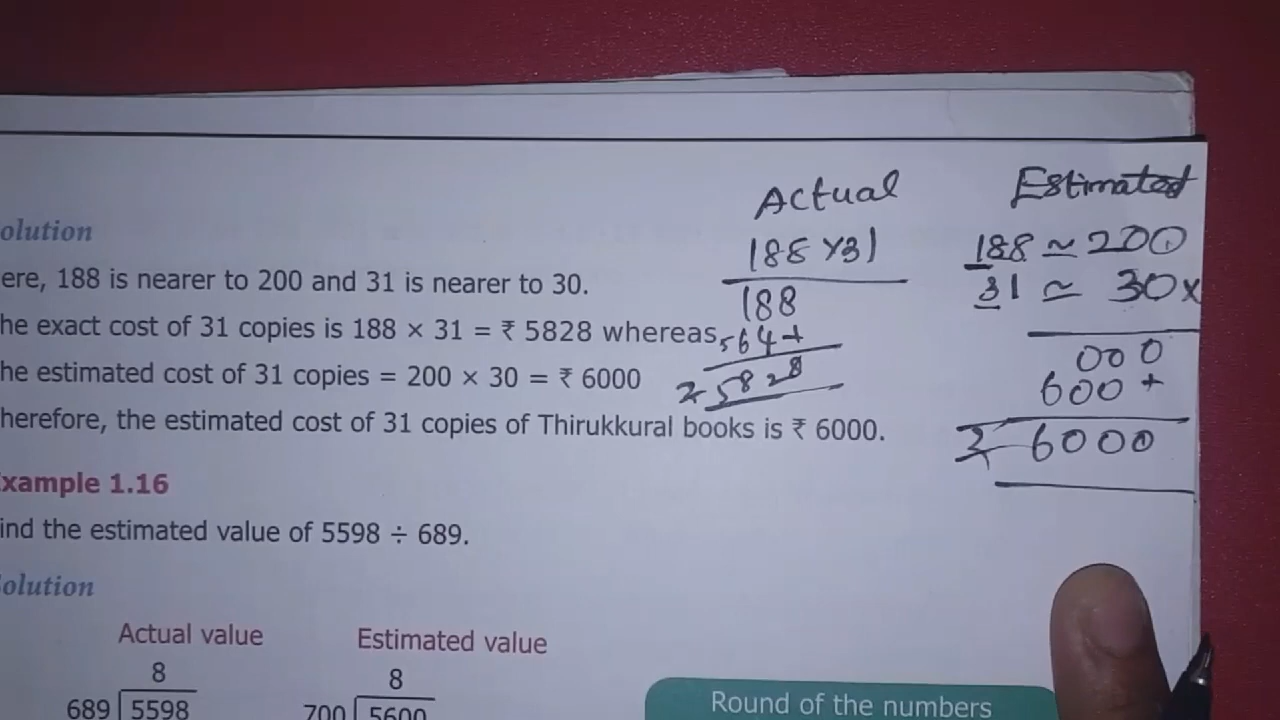 olution
ere, 188 is nearer to 200 and 31 is nearer to 30.
he exact cost of 31 copies is 188 × 31 = ₹ 5828 whereas,
he estimated cost of 31 copies = 200 × 30 = ₹ 6000
herefore, the estimated cost of 31 copies of Thirukkural books is ₹ 6000.
xample 1.16
ind the estimated value of 5598 ÷ 689.
olution
Actual value
8
689 5598
Estimated value
8
700 5600
Round of the numbers
Actual
188 × 31
188
564+
₹ 5828
Estimated
188 ≃ 200
31 ≃ 30×
000
600 +
₹ 6000